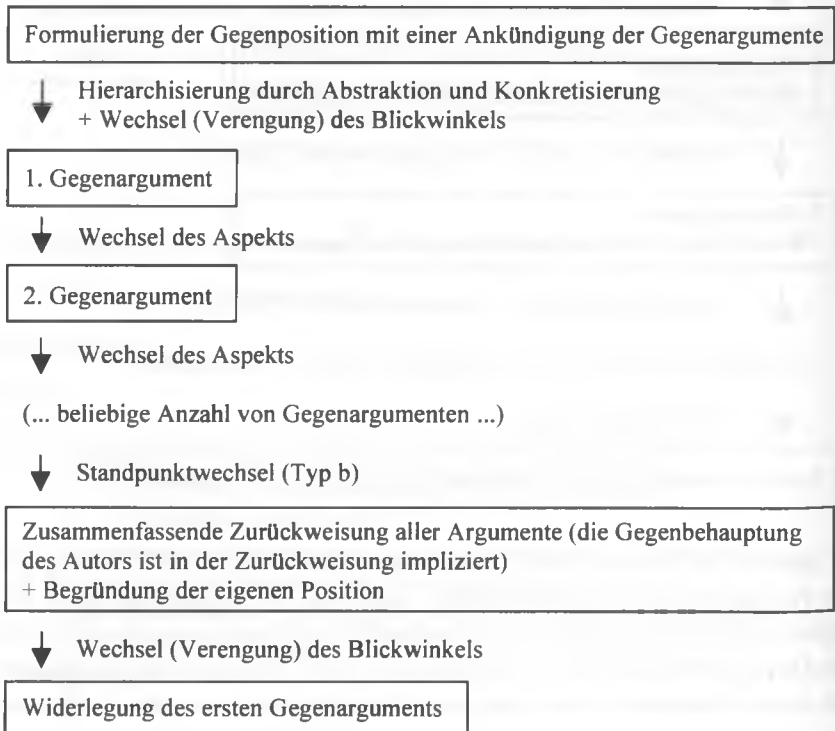 Formulierung der Gegenposition mit einer Ankündigung der Gegenargumente
Hierarchisierung durch Abstraktion und Konkretisierung
+ Wechsel (Verengung) des Blickwinkels
1. Gegenargument
Wechsel des Aspekts
2. Gegenargument
Wechsel des Aspekts
(... beliebige Anzahl von Gegenargumenten ...)
Standpunktwechsel (Typ b)
Zusammenfassende Zurückweisung aller Argumente (die Gegenbehauptung
des Autors ist in der Zurückweisung impliziert)
+ Begründung der eigenen Position
Wechsel (Verengung) des Blickwinkels
Widerlegung des ersten Gegenarguments